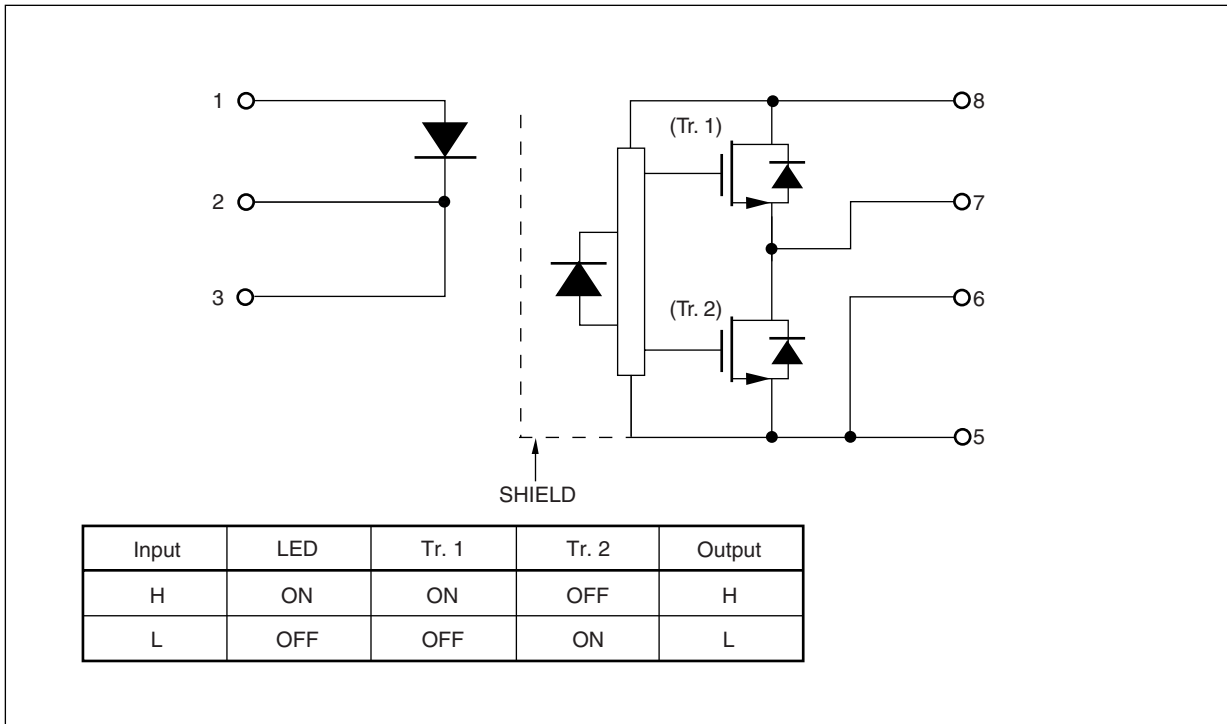 1
8
(Tr. 1)
2
7
3
6
(Tr. 2)
5
SHIELD
Input LED Tr. 1 Tr. 2 Output
H ON ON OFF H
L OFF OFF ON L